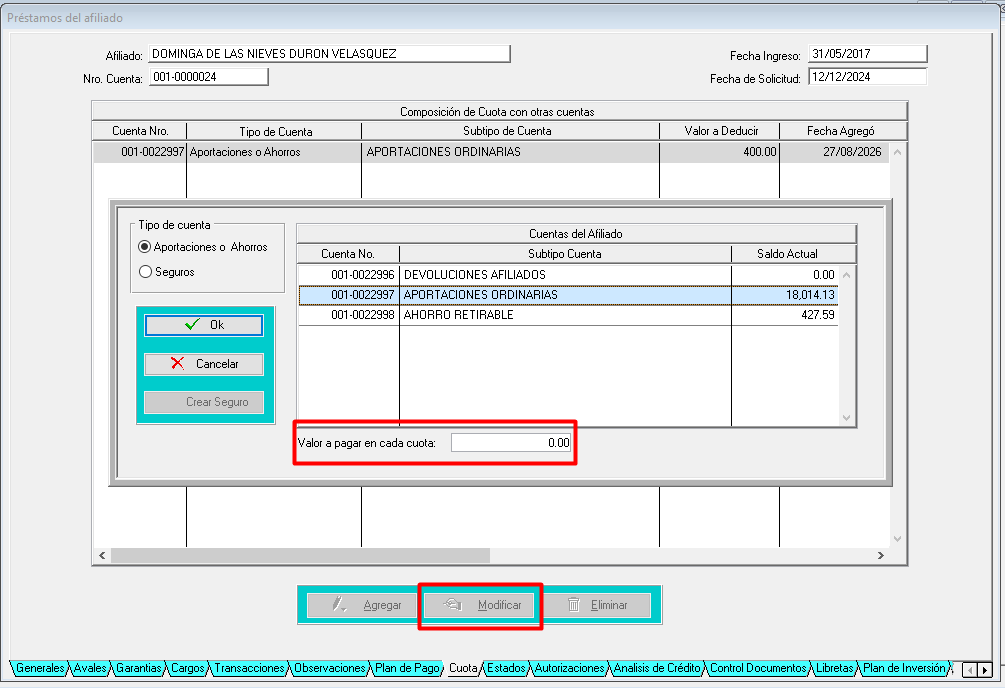 Préstamos del afiliado
Afiliado: DOMINGA DE LAS NIEVES DURON VELASQUEZ Fecha Ingreso: 31/05/2017
Nro. Cuenta: 001-0000024 Fecha de Solicitud: 12/12/2024
Composición de Cuota con otras cuentas
Cuenta Nro. Tipo de Cuenta Subtipo de Cuenta Valor a Deducir Fecha Agregó
001-0022997 Aportaciones o Ahorros APORTACIONES ORDINARIAS 400.00 27/08/2026
Tipo de cuenta
Aportaciones o Ahorros
Seguros
Ok
Cancelar
Crear Seguro
Cuentas del Afiliado
Cuenta No. Subtipo Cuenta Saldo Actual
001-0022996 DEVOLUCIONES AFILIADOS 0.00
001-0022997 APORTACIONES ORDINARIAS 18,014.13
001-0022998 AHORRO RETIRABLE 427.59
Valor a pagar en cada cuota: 0.00
Agregar Modificar Eliminar
Generales Avales Garantias Cargos Transacciones Observaciones Plan de Pago Cuota Estados Autorizaciones Analisis de Crédito Control Documentos Libretas Plan de Inversión